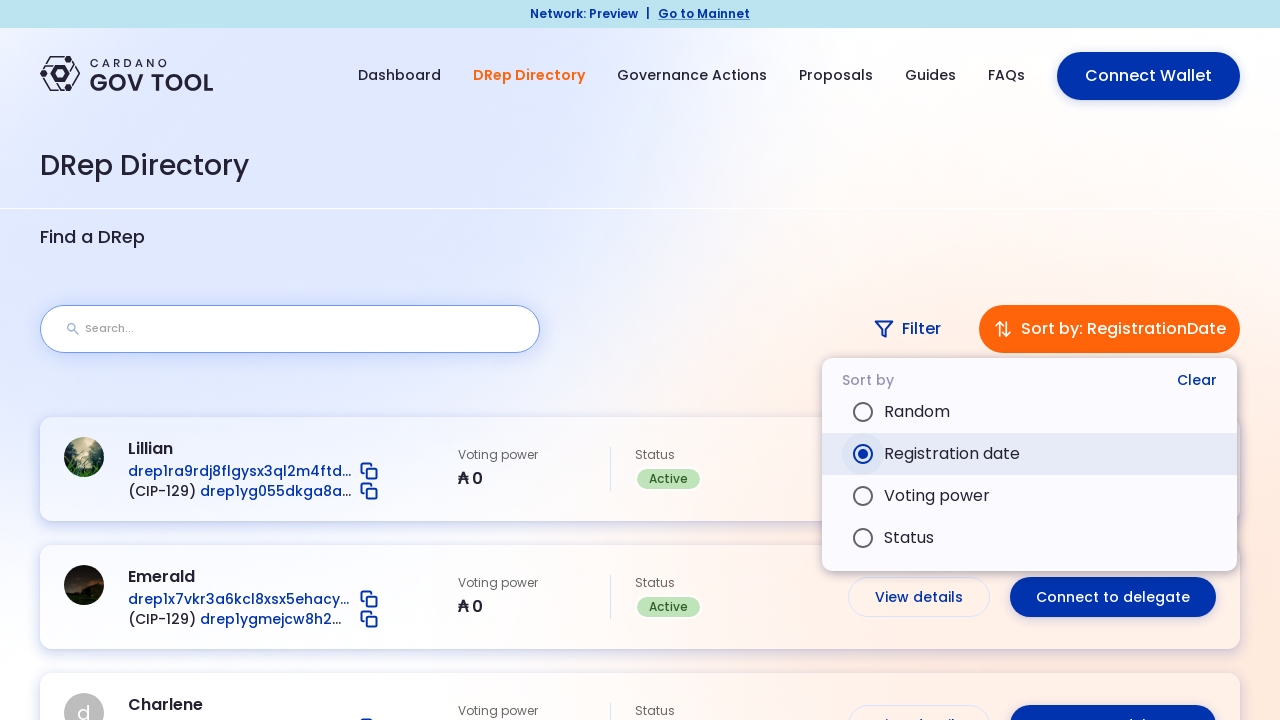 Network: Preview | Go to Mainnet
CARDANO
GOV TOOL
Dashboard
DRep Directory
Governance Actions
Proposals
Guides
FAQs
Connect Wallet
DRep Directory
Find a DRep
Search...
Filter
Sort by: RegistrationDate
Sort by
Clear
Random
Registration date
Voting power
Status
Lillian
drep1ra9rdj8flgysx3ql2m4ftd...
(CIP-129) drep1yg055dkga8a...
Voting power
₳ 0
Status
Active
Emerald
drep1x7vkr3a6kcl8xsx5ehacy...
(CIP-129) drep1ygmejcw8h2...
Voting power
₳ 0
Status
Active
View details
Connect to delegate
d
Charlene
Voting power
Status